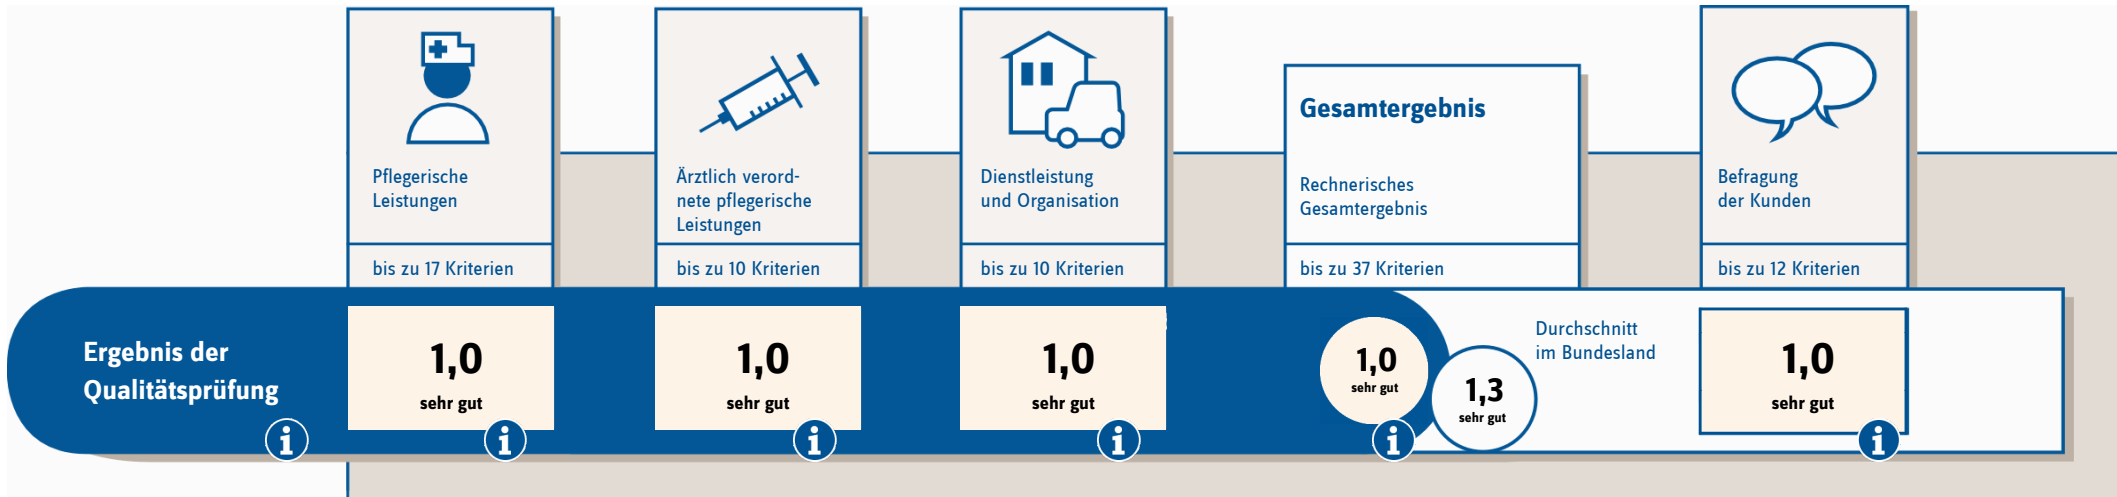 Pflegerische
Leistungen
bis zu 17 Kriterien
Ärztlich verord-
nete pflegerische
Leistungen
bis zu 10 Kriterien
Dienstleistung
und Organisation
bis zu 10 Kriterien
Gesamtergebnis
Rechnerisches
Gesamtergebnis
bis zu 37 Kriterien
Befragung
der Kunden
bis zu 12 Kriterien
Ergebnis der
Qualitätsprüfung
i
1,0
sehr gut
i
1,0
sehr gut
i
1,0
sehr gut
i
1,0
sehr gut
i
1,3
sehr gut
Durchschnitt
im Bundesland
1,0
sehr gut
i